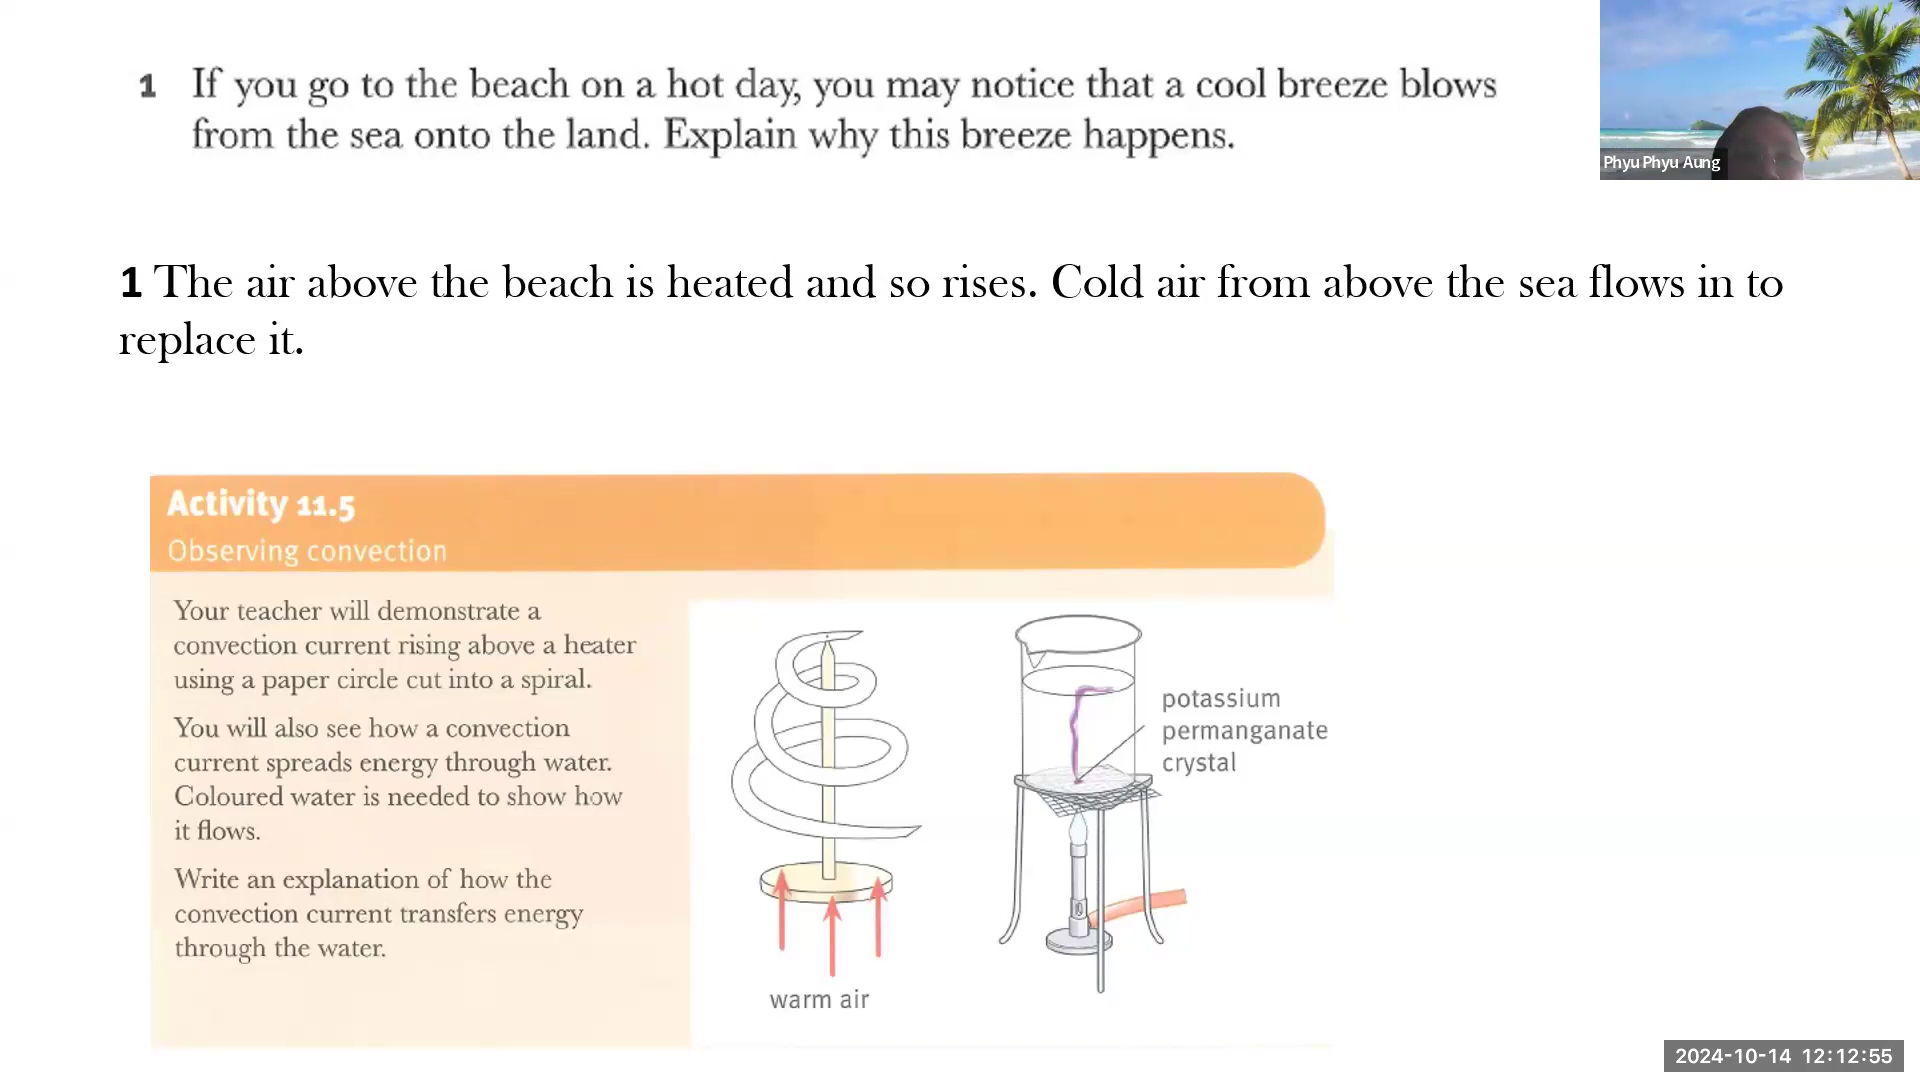 1 If you go to the beach on a hot day, you may notice that a cool breeze blows
from the sea onto the land. Explain why this breeze happens.
Phyu Phyu Aung
1 The air above the beach is heated and so rises. Cold air from above the sea flows in to
replace it.
Activity 11.5
Observing convection
Your teacher will demonstrate a
convection current rising above a heater
using a paper circle cut into a spiral.
You will also see how a convection
current spreads energy through water.
Coloured water is needed to show how
it flows.
Write an explanation of how the
convection current transfers energy
through the water.
warm air
potassium
permanganate
crystal
2024-10-14 12:12:55